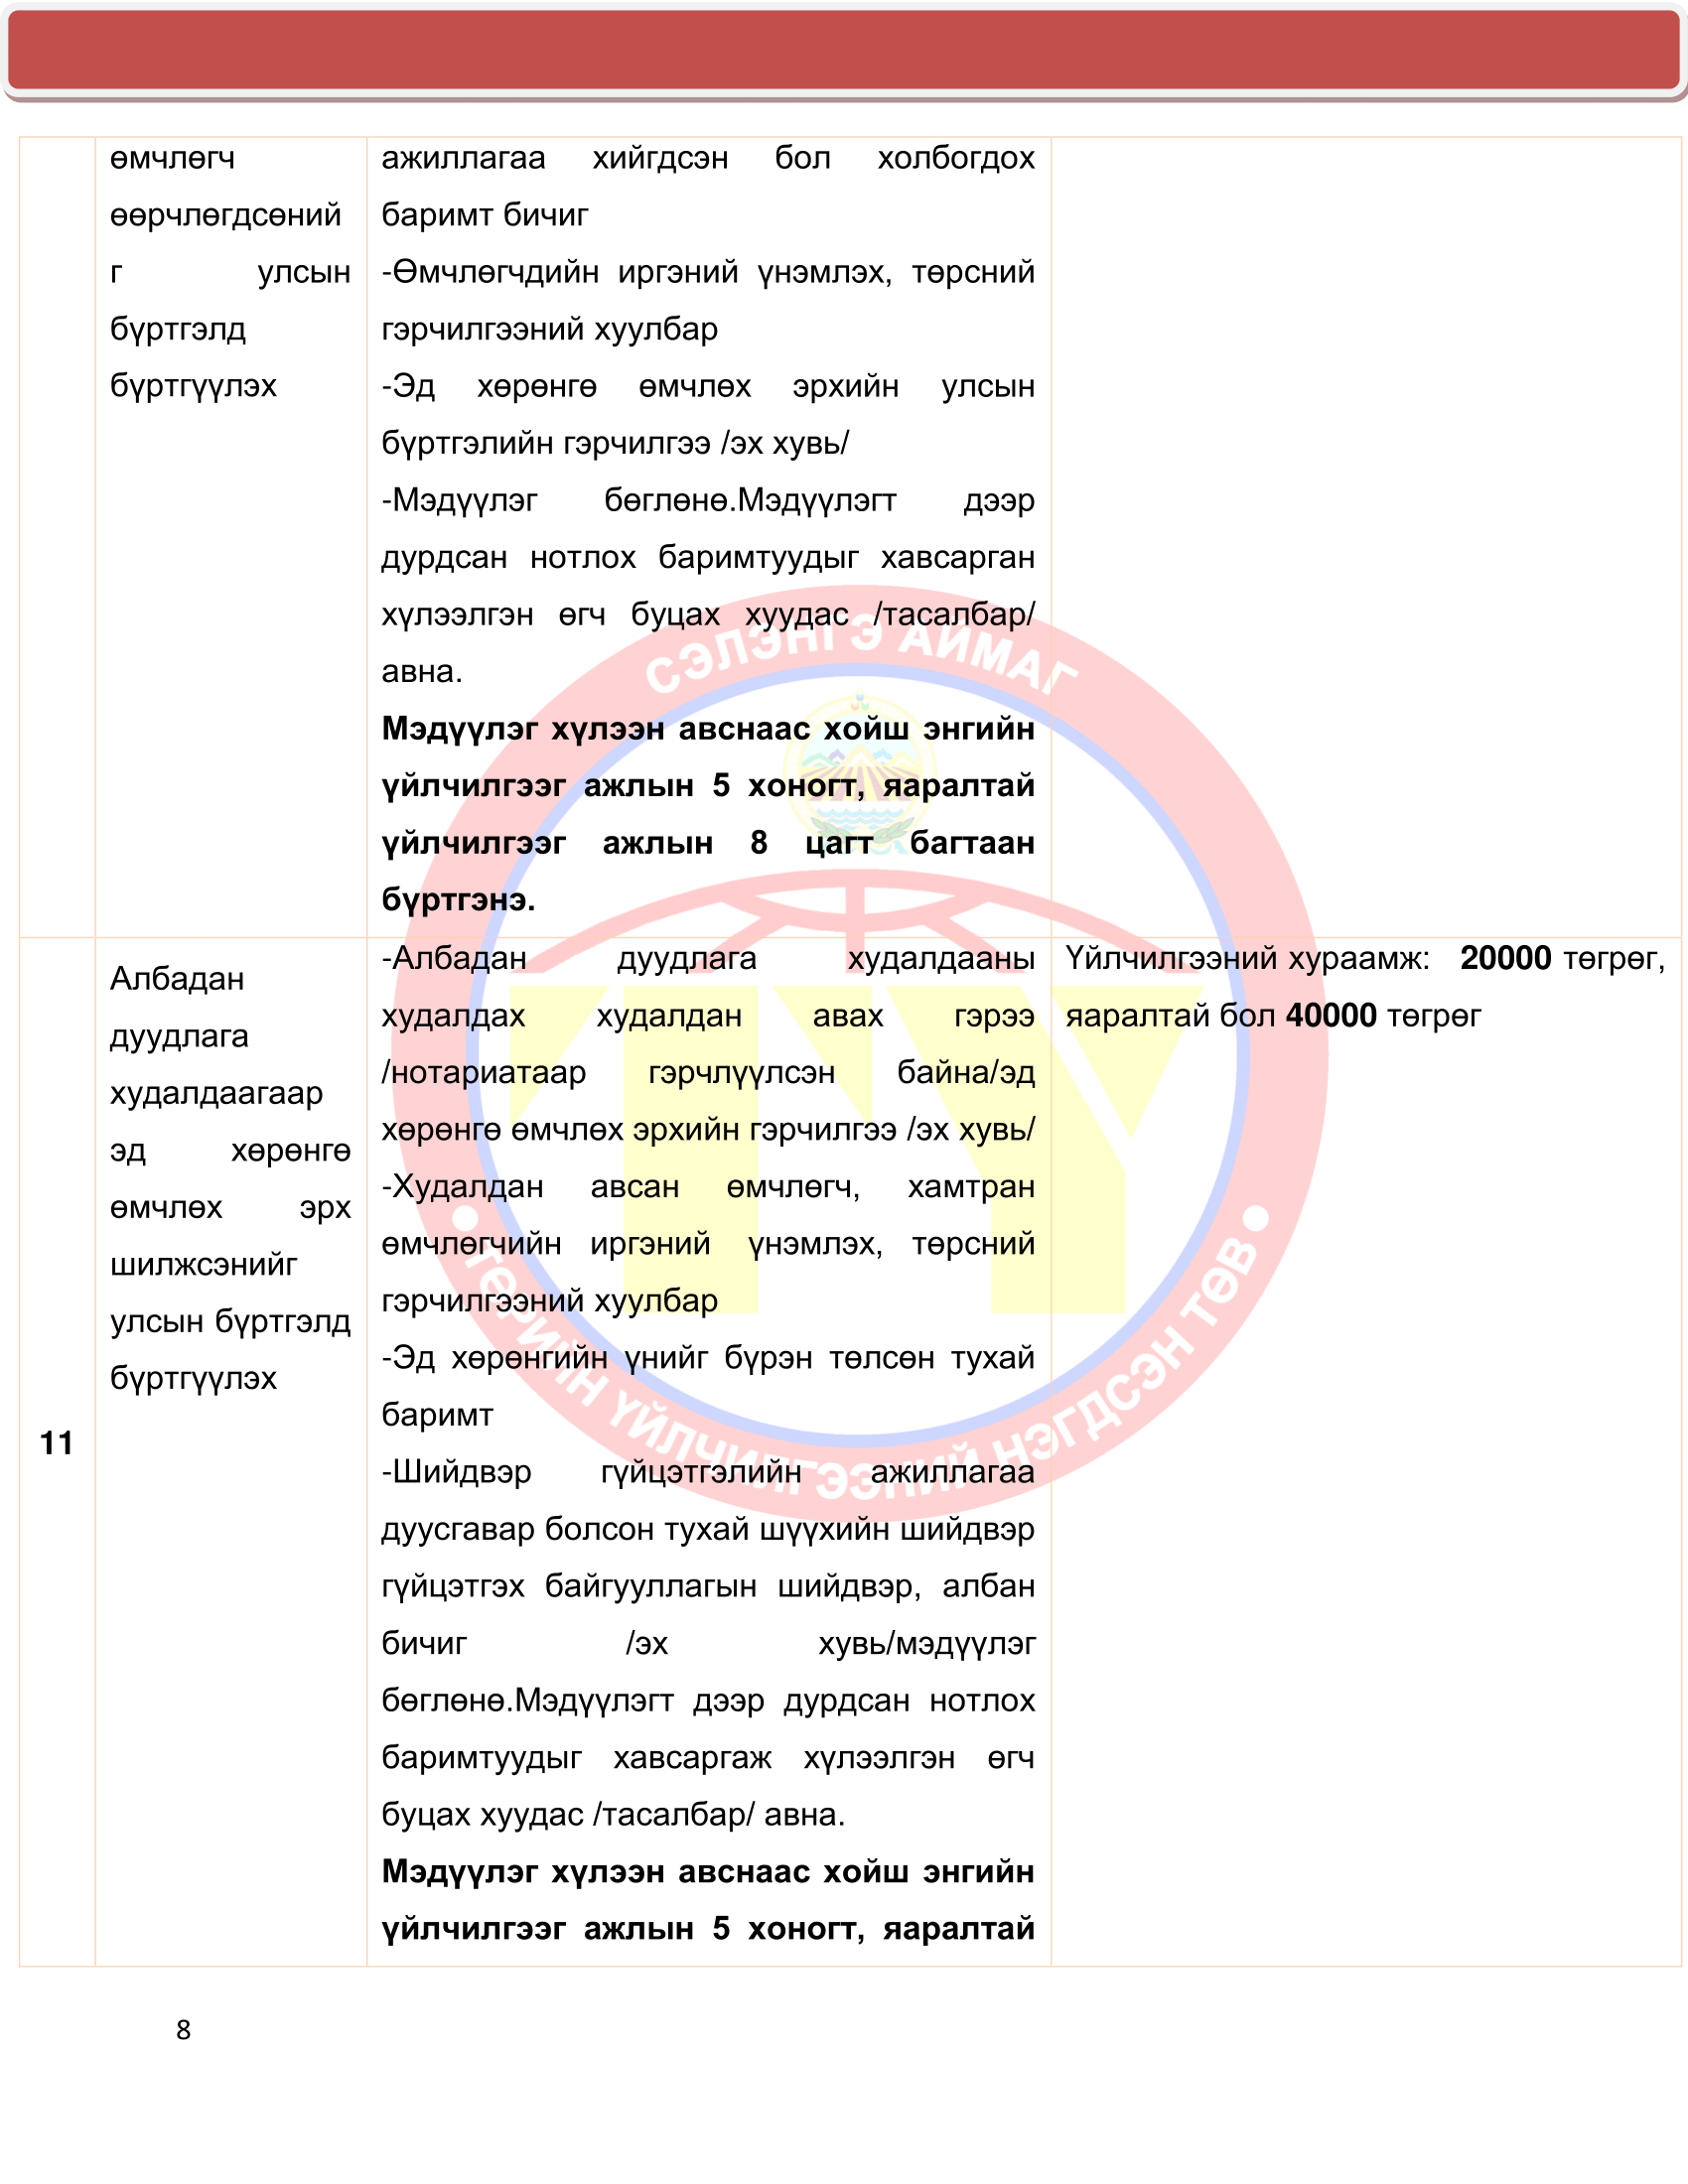 өмчлөгч
өөрчлөгдсөний
г улсын
бүртгэлд
бүртгүүлэх
ажиллагаа хийгдсэн бол холбогдох
баримт бичиг
-Өмчлөгчдийн иргэний үнэмлэх, төрсний
гэрчилгээний хуулбар
-Эд хөрөнгө өмчлөх эрхийн улсын
бүртгэлийн гэрчилгээ /эх хувь/
-Мэдүүлэг бөглөнө.Мэдүүлэгт дээр
дурдсан нотлох баримтуудыг хавсарган
хүлээлгэн өгч буцах хуудас /тасалбар/
авна.
Мэдүүлэг хүлээн авснаас хойш энгийн
үйлчилгээг ажлын 5 хоногт, яаралтай
үйлчилгээг ажлын 8 цагт багтаан
бүртгэнэ.
11
Албадан
дуудлага
худалдаагаар
эд хөрөнгө
өмчлөх эрх
шилжсэнийг
улсын бүртгэлд
бүртгүүлэх
-Албадан дуудлага худалдааны
худалдах худалдан авах гэрээ
/нотариатаар гэрчлүүлсэн байна/эд
хөрөнгө өмчлөх эрхийн гэрчилгээ /эх хувь/
-Худалдан авсан өмчлөгч, хамтран
өмчлөгчийн иргэний үнэмлэх, төрсний
гэрчилгээний хуулбар
-Эд хөрөнгийн үнийг бүрэн төлсөн тухай
баримт
-Шийдвэр гүйцэтгэлийн ажиллагаа
дуусгавар болсон тухай шүүхийн шийдвэр
гүйцэтгэх байгууллагын шийдвэр, албан
бичиг /эх хувь/мэдүүлэг
бөглөнө.Мэдүүлэгт дээр дурдсан нотлох
баримтуудыг хавсаргаж хүлээлгэн өгч
буцах хуудас /тасалбар/ авна.
Мэдүүлэг хүлээн авснаас хойш энгийн
үйлчилгээг ажлын 5 хоногт, яаралтай
Үйлчилгээний хураамж: 20000 төгрөг,
яаралтай бол 40000 төгрөг
СЭЛЭНГЭ АЙМАГ
ТӨРИЙН ҮЙЛЧИЛГЭЭНИЙ НЭГДСЭН ТӨВ
ТҮ
8